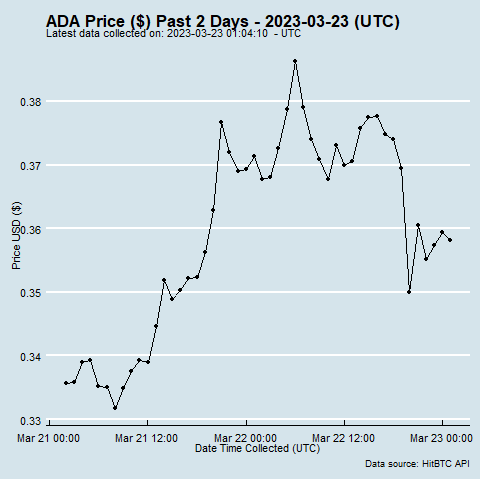 ADA Price ($) Past 2 Days - 2023-03-23 (UTC)
Latest data collected on: 2023-03-23 01:04:10 - UTC
0.38
0.37
0.36
0.35
0.34
0.33
Price USD ($)
Mar 21 00:00 Mar 21 12:00 Mar 22 00:00 Mar 22 12:00 Mar 23 00:00
Date Time Collected (UTC)
Data source: HitBTC API